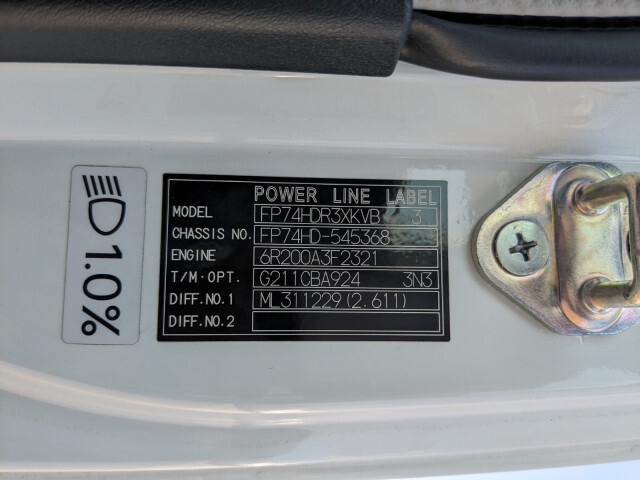 POWER LINE LABEL
MODEL FP74HDR3XKVB 3
CHASSIS NO. FP74HD-545368
ENGINE 6R200A3F2321
T/M·OPT. G211CBA924 3N3
DIFF.NO.1 ML311229(2.611)
DIFF.NO.2
1.0%